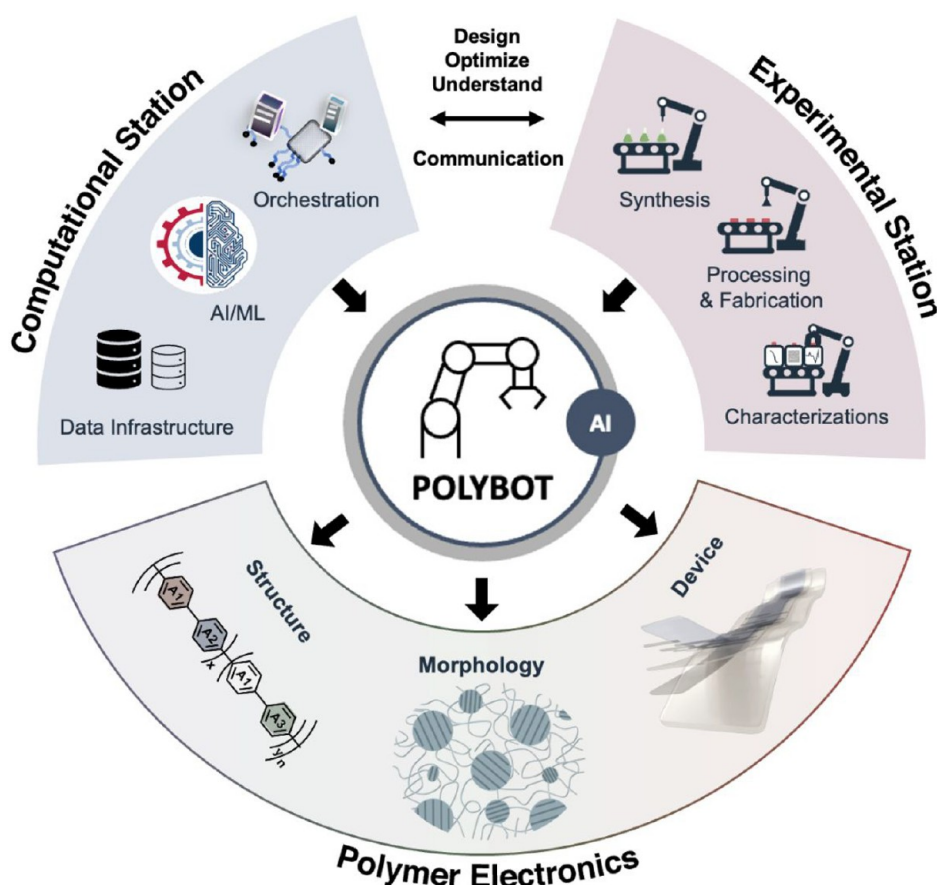 Computational Station
Design
Optimize
Understand
Communication
Experimental Station
Orchestration
AI/ML
Data Infrastructure
Synthesis
Processing
& Fabrication
Characterizations
AI
POLYBOT
Structure
A1
A2
x
A1
A3
y
n
Morphology
Device
Polymer Electronics